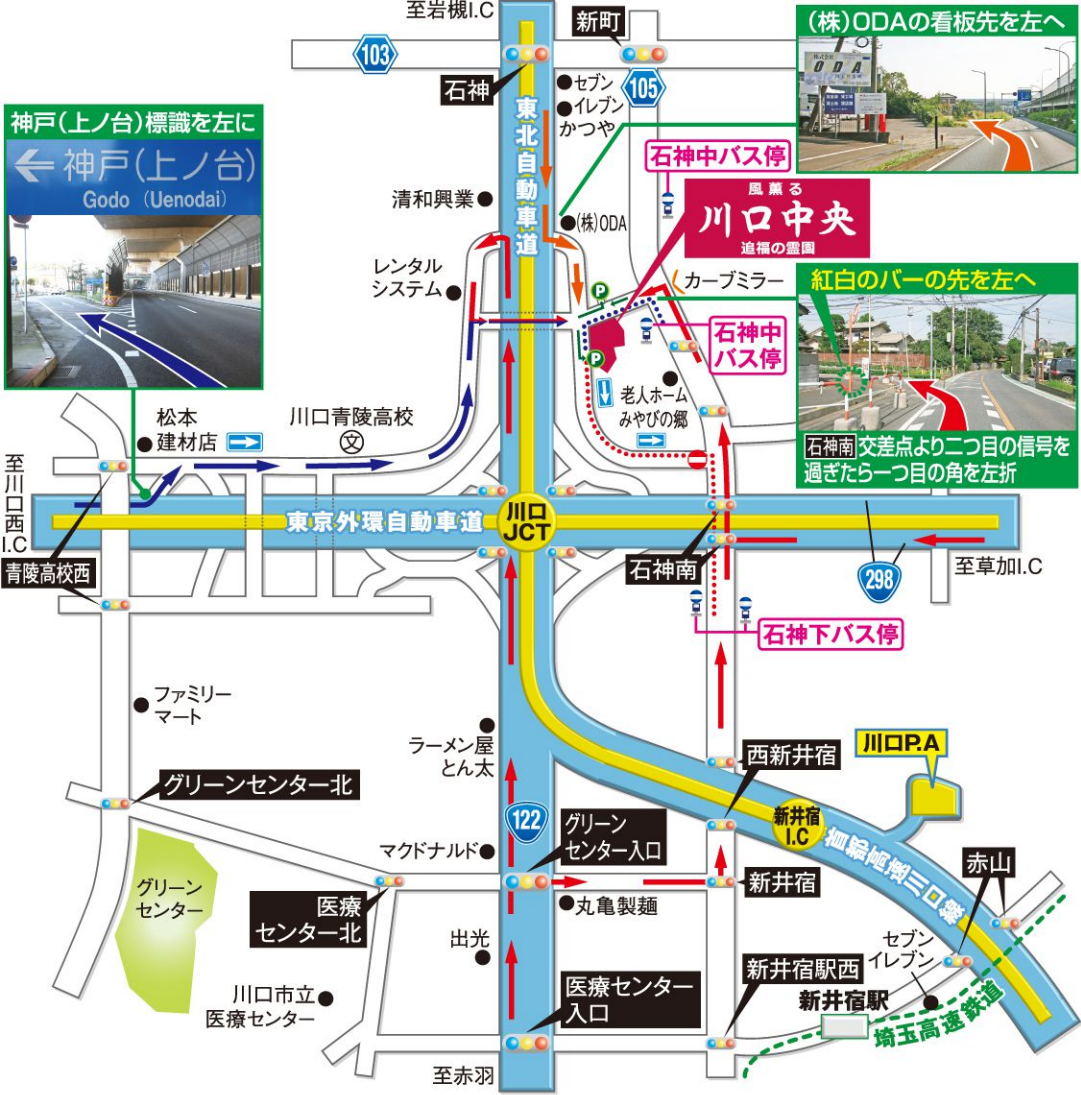 至岩槻I.C
新町
103
石神
105
セブン
イレブン
かつや
東北自動車道
(株)ODAの看板先を左へ
株式会社
ODA
神戸(上ノ台)標識を左に
神戸(上ノ台)
Godo (Uenodai)
石神中バス停
清和興業
(株)ODA
風薫る
川口中央
追福の霊園
レンタル
システム
カーブミラー
P
石神中
バス停
P
老人ホーム
みやびの郷
紅白のバーの先を左へ
石神南 交差点より二つ目の信号を
過ぎたら一つ目の角を左折
松本
建材店
川口青陵高校
文
至川口西I.C
東京外環自動車道
川口
JCT
石神南
298
至草加I.C
青陵高校西
石神下バス停
ファミリー
マート
ラーメン屋
とん太
西新井宿
川口P.A
グリーンセンター北
122
グリーン
センター入口
新井宿
I.C
首都高速川口線
マクドナルド
新井宿
赤山
グリーン
センター
医療
センター北
丸亀製麺
出光
セブン
イレブン
新井宿駅西
川口市立
医療センター
医療センター
入口
新井宿駅
埼玉高速鉄道
至赤羽